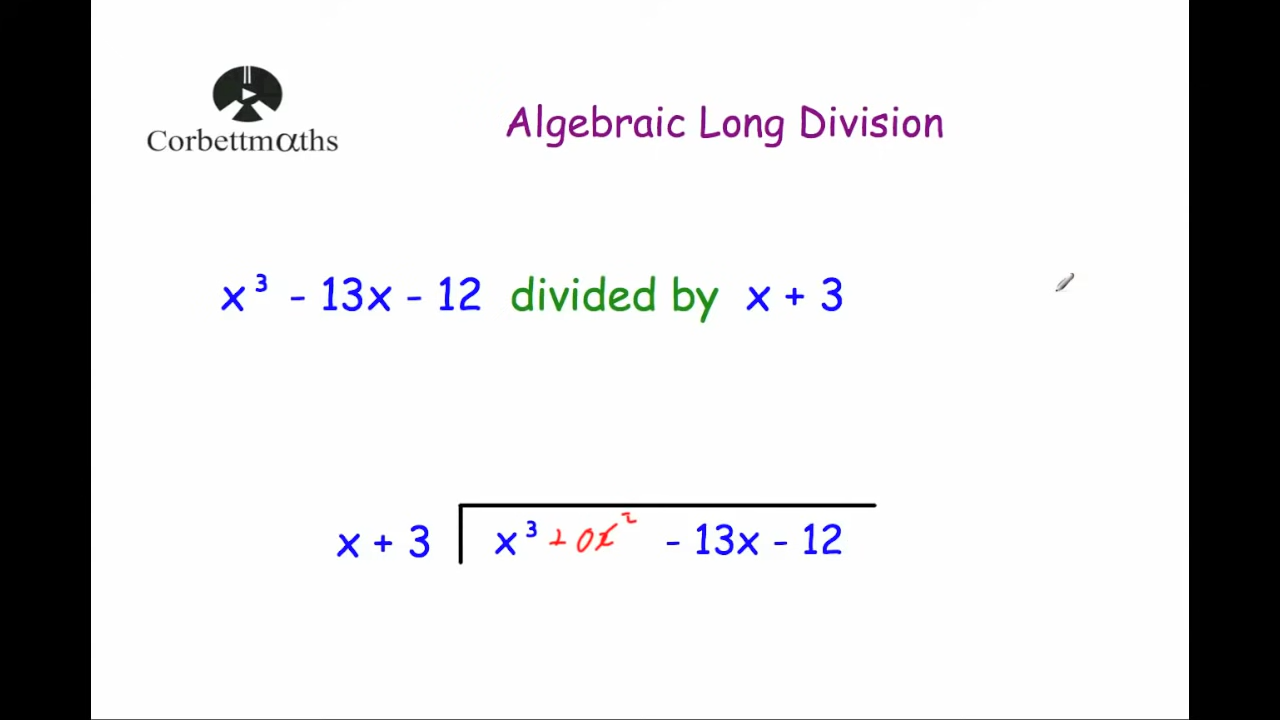 Corbettmαths
Algebraic Long Division
x³ - 13x - 12 divided by x + 3
x + 3 x³ + 0x² - 13x - 12